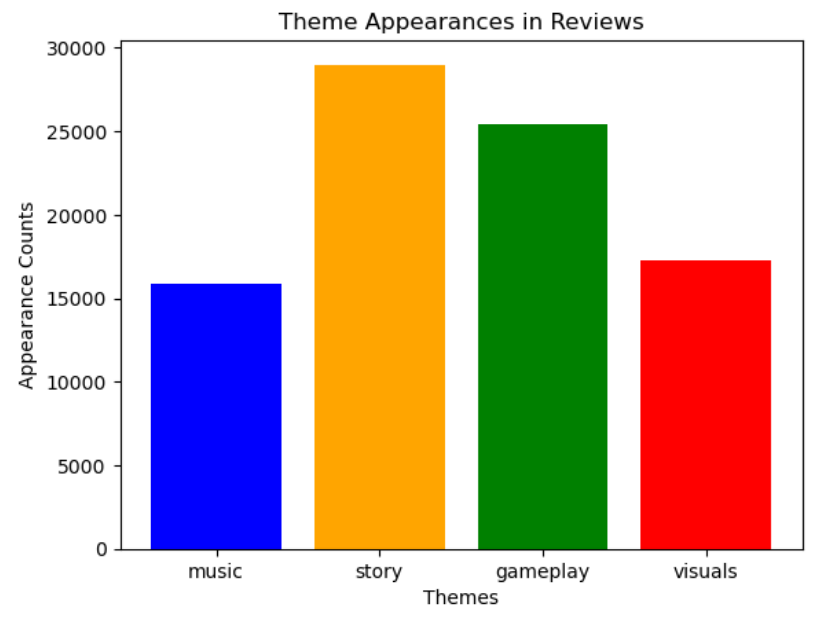 Theme Appearances in Reviews
30000
25000
20000
15000
10000
5000
0
Appearance Counts
music story gameplay visuals
Themes